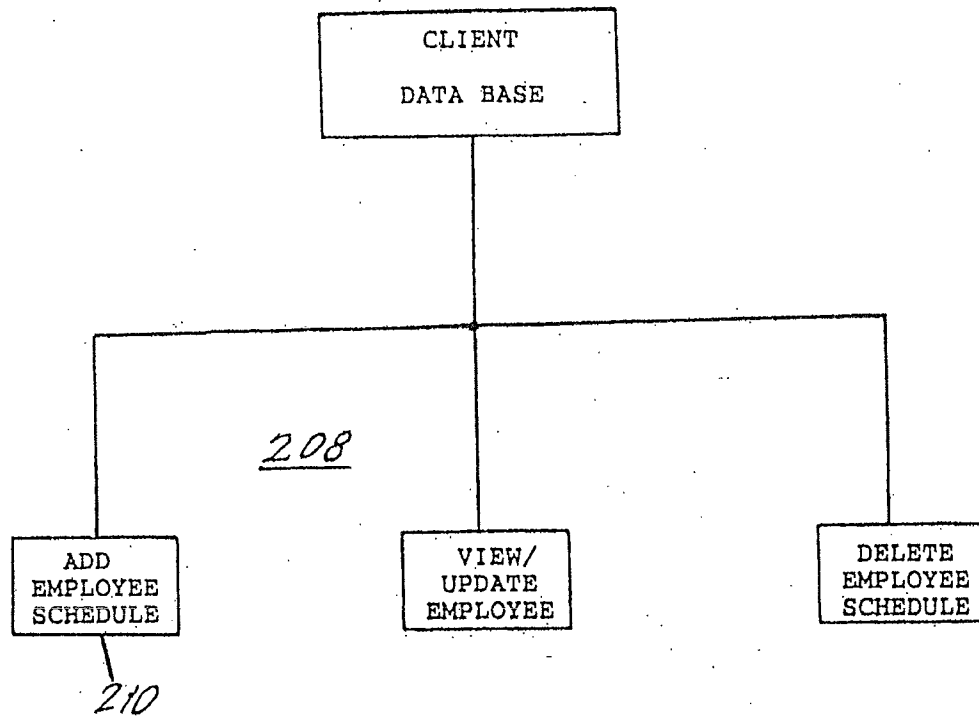 CLIENT
DATA BASE
208
ADD
EMPLOYEE
SCHEDULE
VIEW/
UPDATE
EMPLOYEE
DELETE
EMPLOYEE
SCHEDULE
210